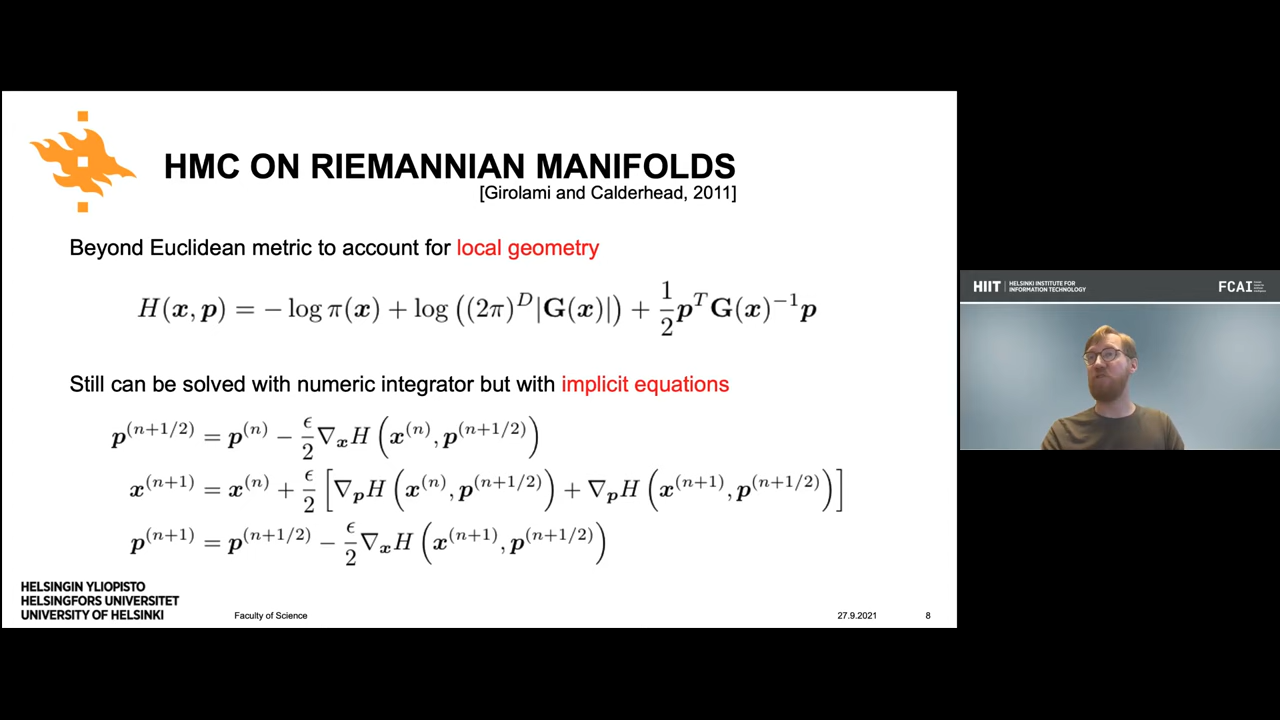 HMC ON RIEMANNIAN MANIFOLDS
[Girolami and Calderhead, 2011]
Beyond Euclidean metric to account for local geometry
H(x, p) = − log π(x) + log ((2π)^D |G(x)|) + 1/2 p^T G(x)^{−1} p
Still can be solved with numeric integrator but with implicit equations
p^{(n+1/2)} = p^{(n)} − ϵ/2 ∇_x H (x^{(n)}, p^{(n+1/2)})
x^{(n+1)} = x^{(n)} + ϵ/2 [∇_p H (x^{(n)}, p^{(n+1/2)}) + ∇_p H (x^{(n+1)}, p^{(n+1/2)})]
p^{(n+1)} = p^{(n+1/2)} − ϵ/2 ∇_x H (x^{(n+1)}, p^{(n+1/2)})
HELSINGIN YLIOPISTO
HELSINGFORS UNIVERSITET
UNIVERSITY OF HELSINKI
Faculty of Science
27.9.2021
8
HIIT
HELSINKI INSTITUTE FOR
INFORMATION TECHNOLOGY
FCAI